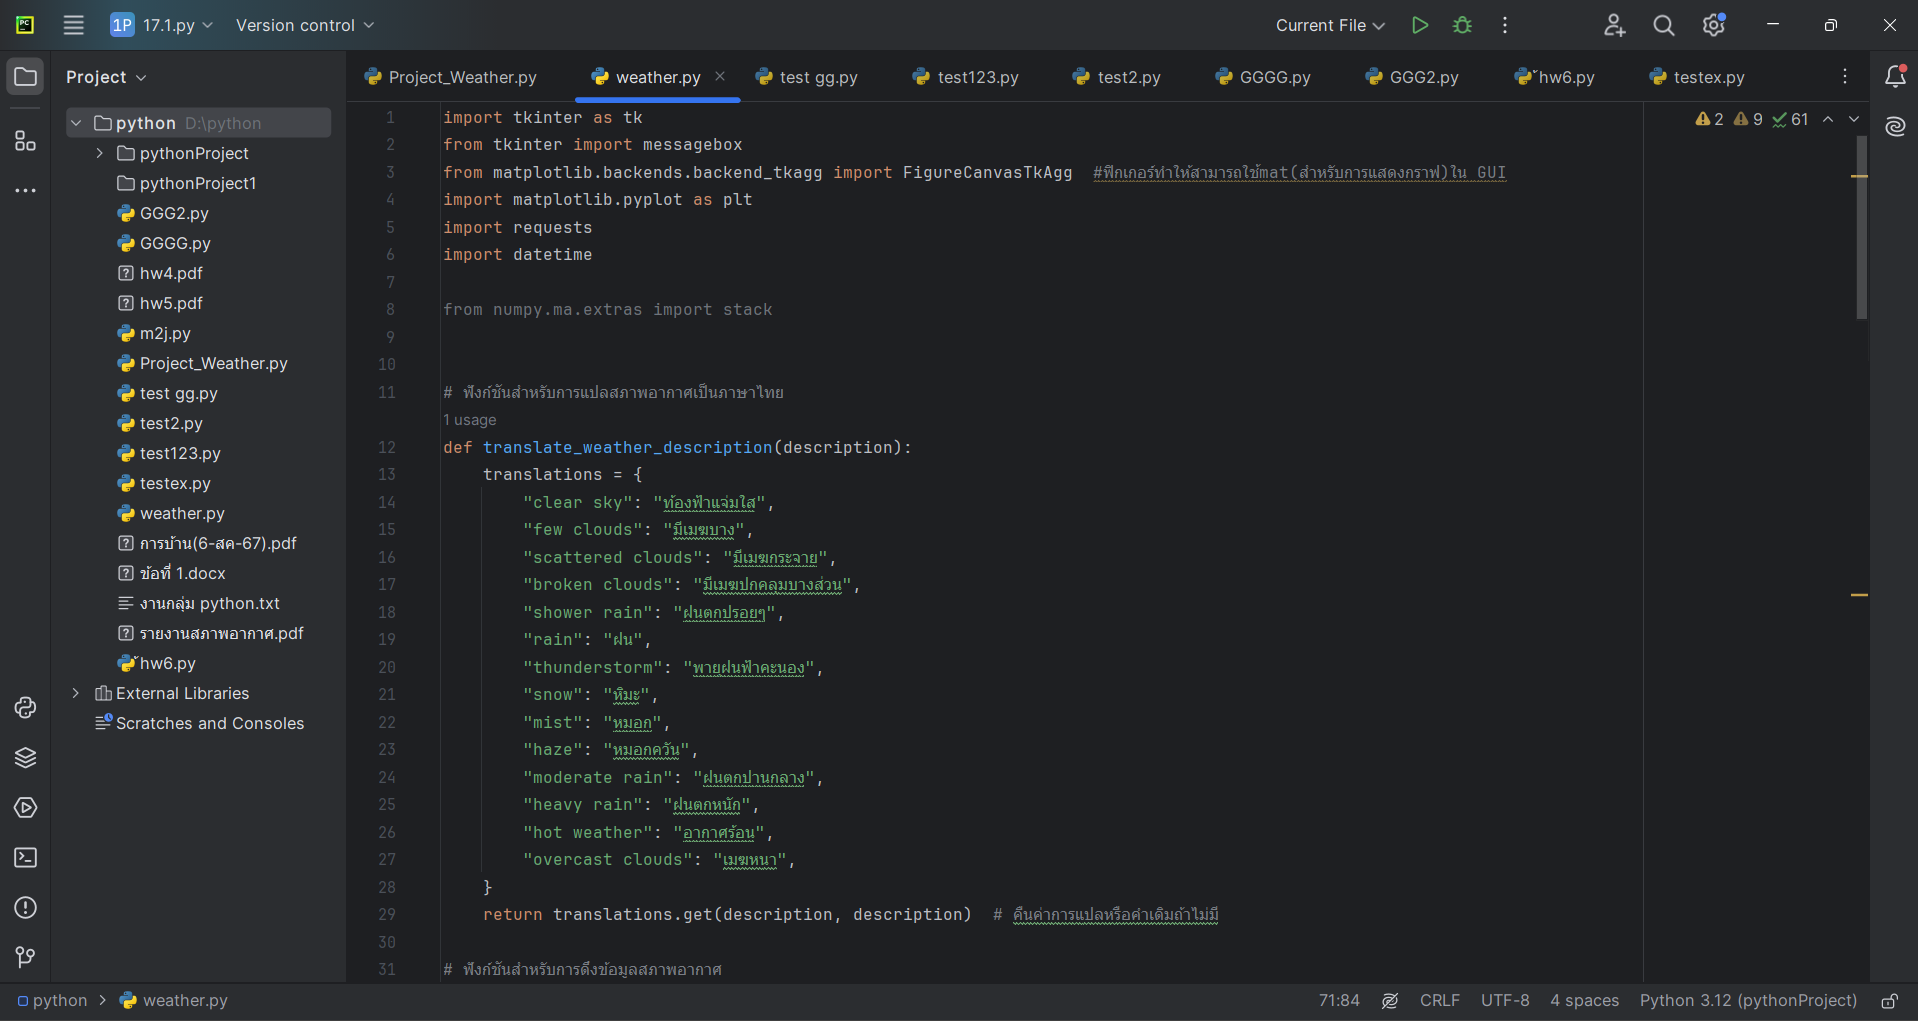 1P 17.1.py Version control Current File
Project
Project_Weather.py weather.py test gg.py test123.py test2.py GGGG.py GGG2.py ้hw6.py testex.py
python D:\python
pythonProject
pythonProject1
GGG2.py
GGGG.py
hw4.pdf
hw5.pdf
m2j.py
Project_Weather.py
test gg.py
test2.py
test123.py
testex.py
weather.py
การบ้าน(6-สค-67).pdf
ข้อที่ 1.docx
งานกลุ่ม python.txt
รายงานสภาพอากาศ.pdf
้hw6.py
External Libraries
Scratches and Consoles
2 9 61
1 import tkinter as tk
2 from tkinter import messagebox
3 from matplotlib.backends.backend_tkagg import FigureCanvasTkAgg #ฟิกเกอร์ทำให้สามารถใช้mat(สำหรับการแสดงกราฟ)ใน GUI
4 import matplotlib.pyplot as plt
5 import requests
6 import datetime
7
8 from numpy.ma.extras import stack
9
10
11 # ฟังก์ชันสำหรับการแปลสภาพอากาศเป็นภาษาไทย
1 usage
12 def translate_weather_description(description):
13 translations = {
14 "clear sky": "ท้องฟ้าแจ่มใส",
15 "few clouds": "มีเมฆบาง",
16 "scattered clouds": "มีเมฆกระจาย",
17 "broken clouds": "มีเมฆปกคลุมบางส่วน",
18 "shower rain": "ฝนตกปรอยๆ",
19 "rain": "ฝน",
20 "thunderstorm": "พายุฝนฟ้าคะนอง",
21 "snow": "หิมะ",
22 "mist": "หมอก",
23 "haze": "หมอกควัน",
24 "moderate rain": "ฝนตกปานกลาง",
25 "heavy rain": "ฝนตกหนัก",
26 "hot weather": "อากาศร้อน",
27 "overcast clouds": "เมฆหนา",
28 }
29 return translations.get(description, description) # คืนค่าการแปลหรือคำเดิมถ้าไม่มี
30
31 # ฟังก์ชันสำหรับการดึงข้อมูลสภาพอากาศ
python > weather.py 71:84 CRLF UTF-8 4 spaces Python 3.12 (pythonProject)